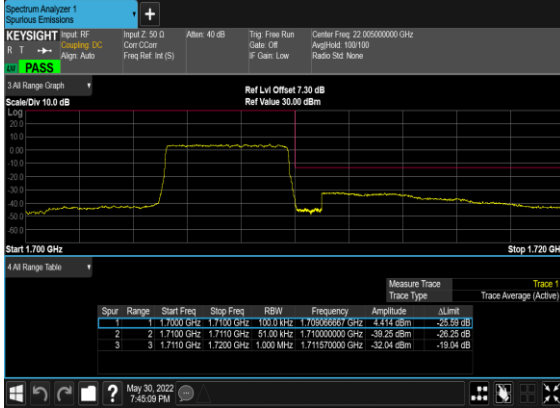 Spectrum Analyzer 1
Spurious Emissions
+
KEYSIGHT Input: RF Input Z: 50 Ω Atten: 40 dB Trig: Free Run Center Freq: 22.005000000 GHz
R T Coupling: DC Corr CCorr Gate: Off Avg|Hold: 100/100
Align: Auto Freq Ref: Int (S) IF Gain: Low Radio Std: None
LXI PASS
3 All Range Graph Ref Lvl Offset 7.30 dB
Scale/Div 10.0 dB Ref Value 30.00 dBm
Log
20.0
10.0
0.00
-10.0
-20.0
-30.0
-40.0
-50.0
-60.0
Start 1.700 GHz Stop 1.720 GH
4 All Range Table
Measure Trace Trace 1
Trace Type Trace Average (Active)
Spur Range Start Freq Stop Freq RBW Frequency Amplitude ΔLimit
1 1 1.7000 GHz 1.7100 GHz 100.0 kHz 1.709066667 GHz 4.414 dBm -25.59 dB
2 2 1.7100 GHz 1.7110 GHz 51.00 kHz 1.710000000 GHz -39.25 dBm -26.25 dB
3 3 1.7110 GHz 1.7200 GHz 1.000 MHz 1.711570000 GHz -32.04 dBm -19.04 dB
? May 30, 2022
7:45:09 PM